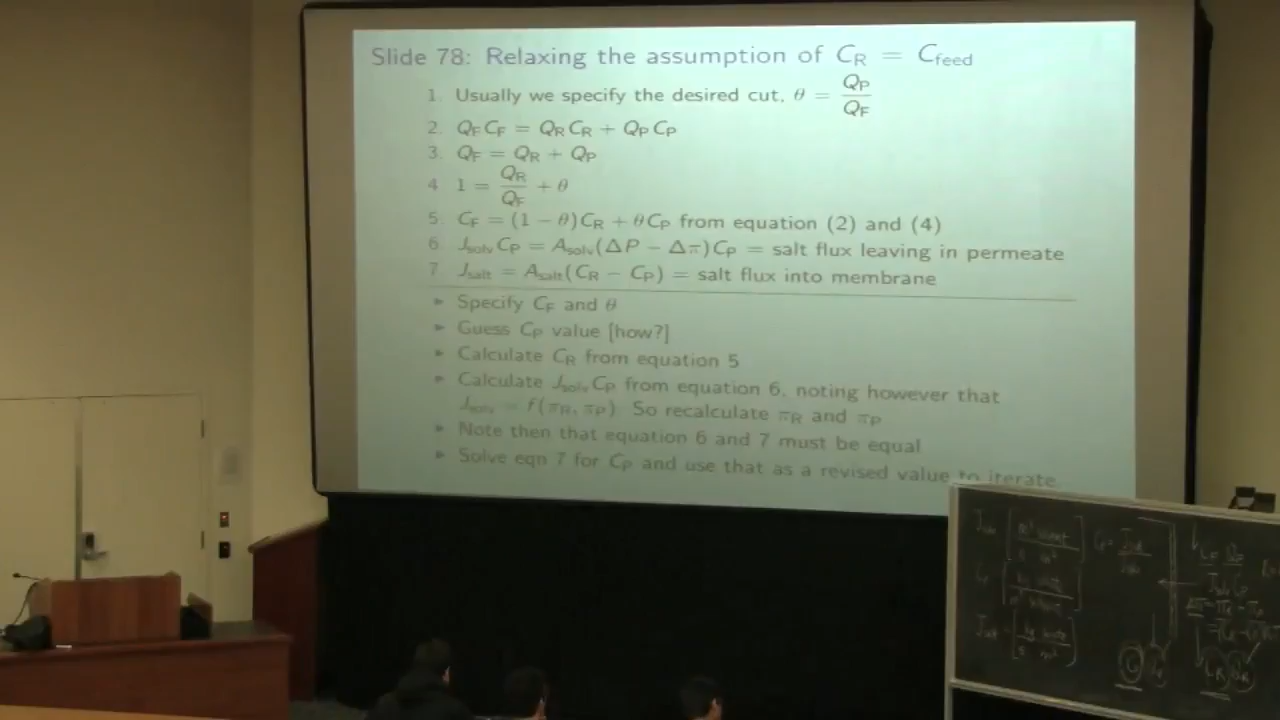 Slide 78: Relaxing the assumption of C_R = C_feed
1. Usually we specify the desired cut, θ = Q_P / Q_F
2. Q_F C_F = Q_R C_R + Q_P C_P
3. Q_F = Q_R + Q_P
4 1 = Q_R / Q_F + θ
5. C_F = (1 − θ)C_R + θC_P from equation (2) and (4)
6 J_solv C_P = A_solv(ΔP − Δπ)C_P = salt flux leaving in permeate
7 J_salt = A_salt(C_R − C_P) = salt flux into membrane
► Specify C_F and θ
► Guess C_P value [how?]
► Calculate C_R from equation 5
► Calculate J_solv C_P from equation 6, noting however that
J_solv = f(π_R, π_P) So recalculate π_R and π_P
► Note then that equation 6 and 7 must be equal
► Solve eqn 7 for C_P and use that as a revised value to iterate